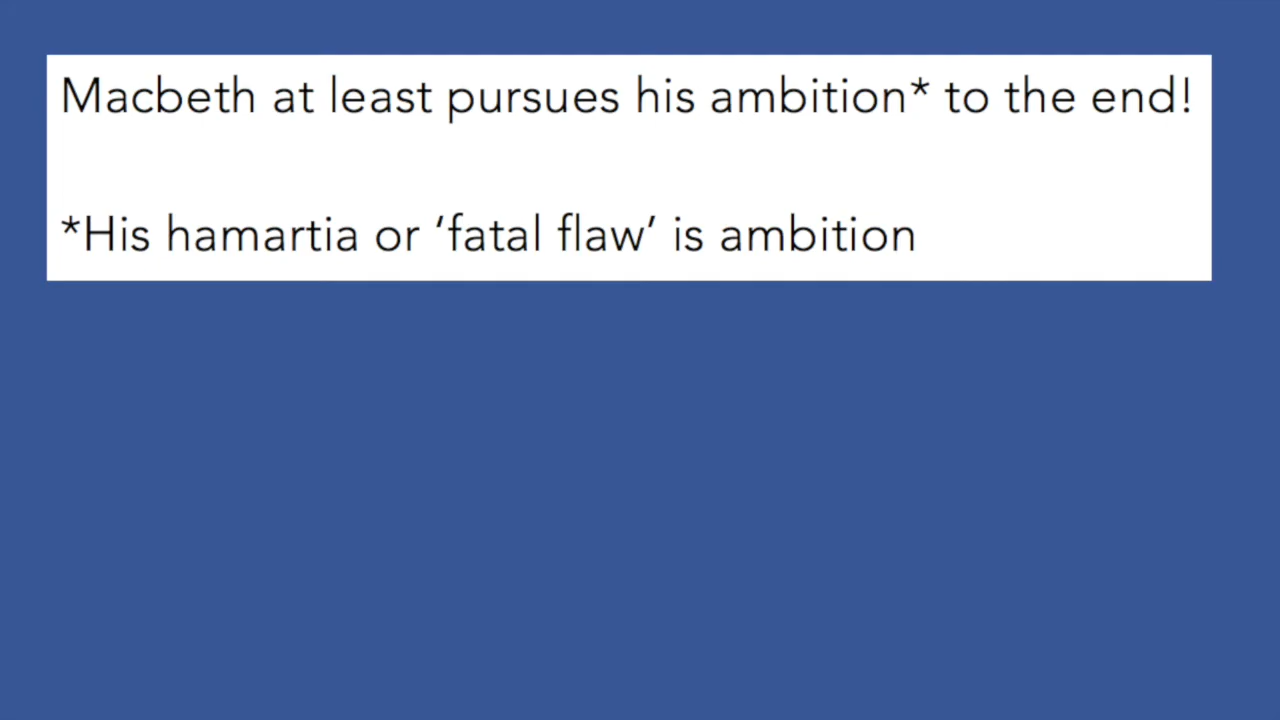 Macbeth at least pursues his ambition* to the end!
*His hamartia or ‘fatal flaw’ is ambition